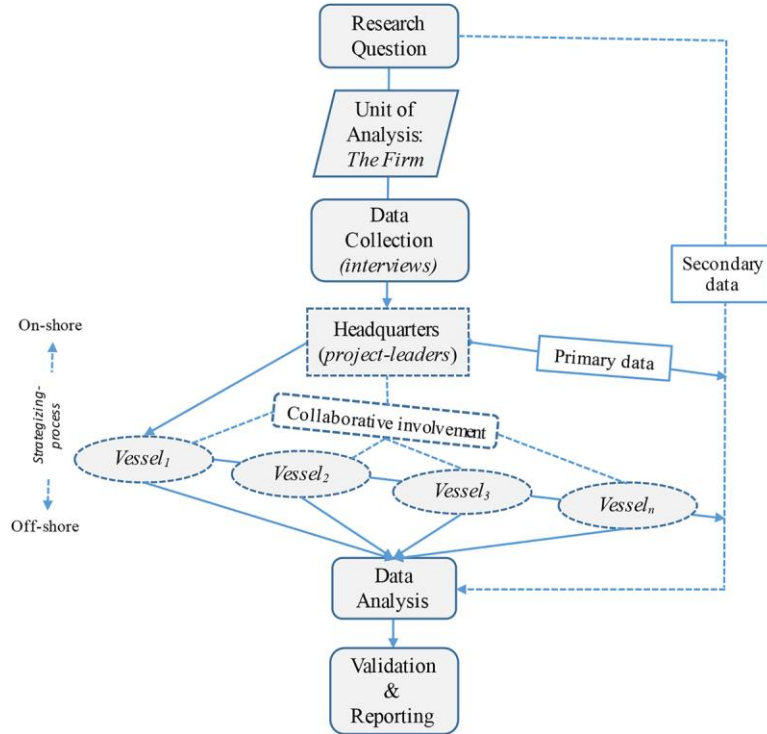 Research
Question
Unit of
Analysis:
The Firm
Data
Collection
(interviews)
Secondary
data
On-shore
Headquarters
(project-leaders)
Primary data
Strategizing-
process
Collaborative involvement
Vessel1
Vessel2
Vessel3
Vesseln
Off-shore
Data
Analysis
Validation
&
Reporting